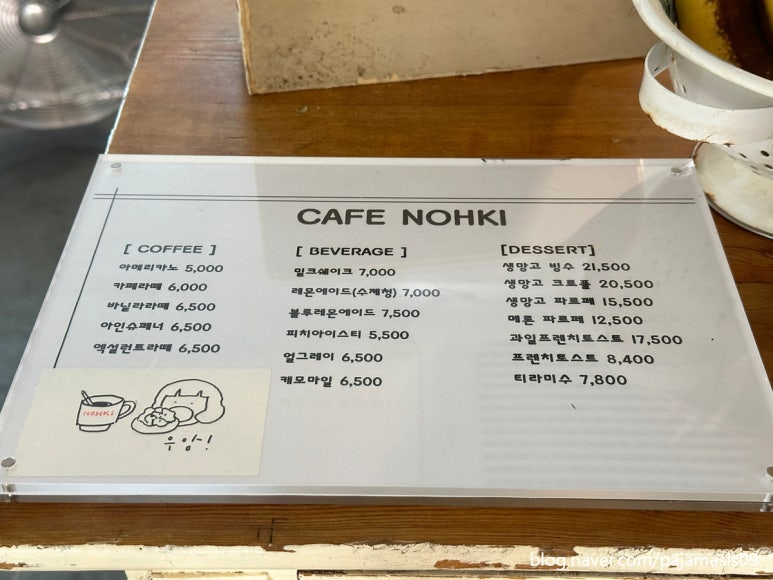 CAFE NOHKI
[ COFFEE ]
아메리카노 5,000
카페라떼 6,000
바닐라라떼 6,500
아인슈페너 6,500
엑설런트라떼 6,500
[ BEVERAGE ]
밀크쉐이크 7,000
레몬에이드(수제청) 7,000
블루레몬에이드 7,500
피치아이스티 5,500
얼그레이 6,500
캐모마일 6,500
[DESSERT]
생망고 빙수 21,500
생망고 크로플 20,500
생망고 파르페 15,500
메론 파르페 12,500
과일프렌치토스트 17,500
프렌치토스트 8,400
티라미수 7,800
NOHKI
우앙~!
blog.naver.com/pajamasis09